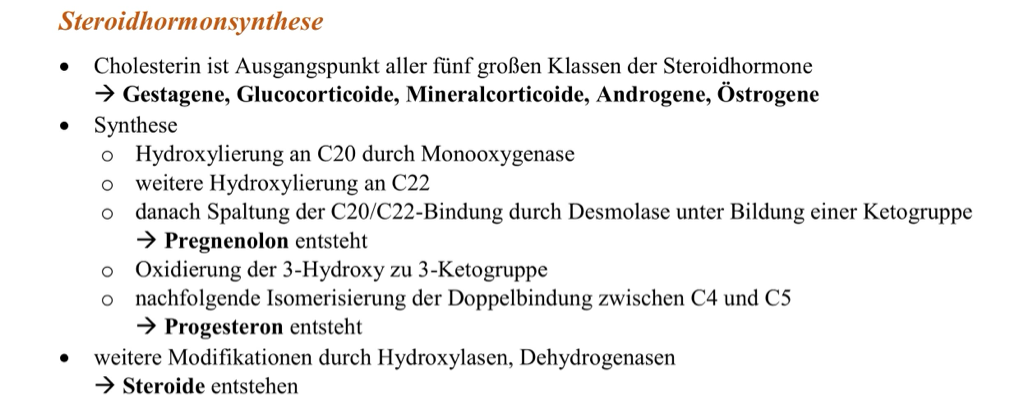 Steroidhormonsynthese
• Cholesterin ist Ausgangspunkt aller fünf großen Klassen der Steroidhormone
→ Gestagene, Glucocorticoide, Mineralcorticoide, Androgene, Östrogene
• Synthese
o Hydroxylierung an C20 durch Monooxygenase
o weitere Hydroxylierung an C22
o danach Spaltung der C20/C22-Bindung durch Desmolase unter Bildung einer Ketogruppe
→ Pregnenolon entsteht
o Oxidierung der 3-Hydroxy zu 3-Ketogruppe
o nachfolgende Isomerisierung der Doppelbindung zwischen C4 und C5
→ Progesteron entsteht
• weitere Modifikationen durch Hydroxylasen, Dehydrogenasen
→ Steroide entstehen